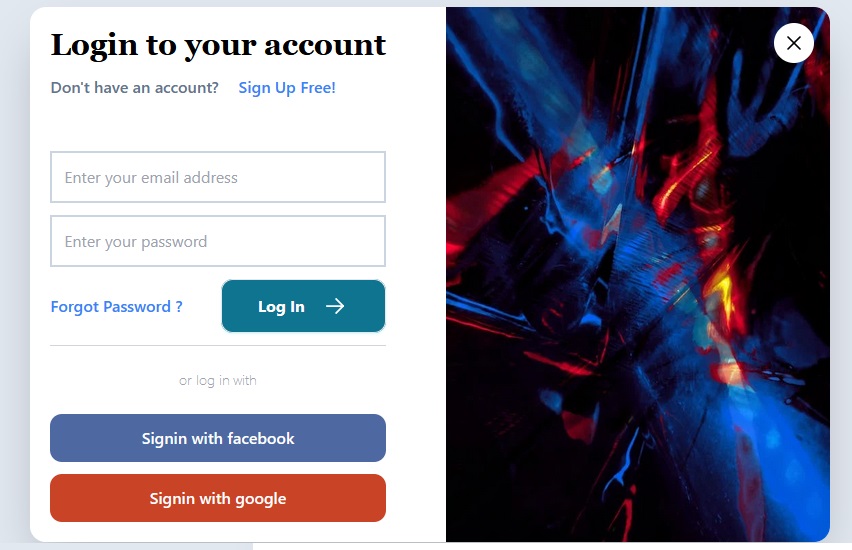 Login to your account
Don't have an account? Sign Up Free!
Enter your email address
Enter your password
Forgot Password ? Log In
or log in with
Signin with facebook
Signin with google